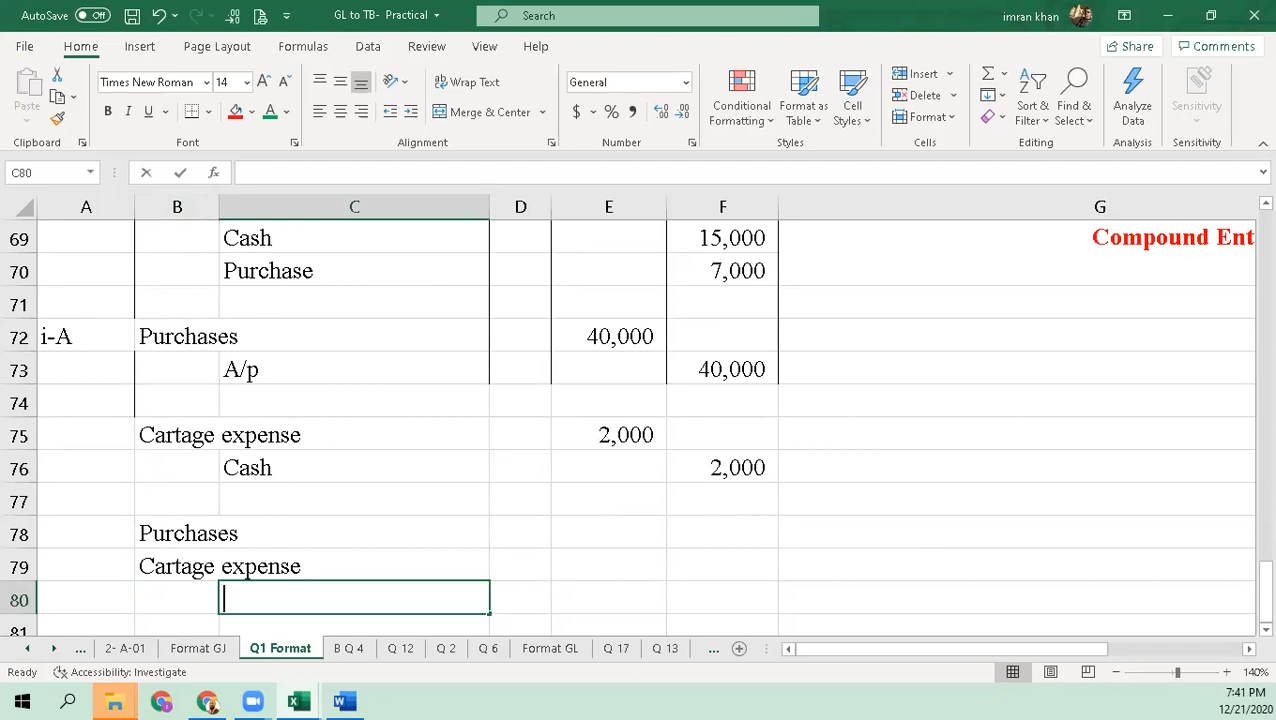 AutoSave Off GL to TB- Practical Search imran khan
File Home Insert Page Layout Formulas Data Review View Help Share Comments
Paste Times New Roman 14 A A Wrap Text General Conditional Formatting Format as Table Cell Styles Insert Sort & Filter Find & Select Analyze Data Sensitivity
B I U A Merge & Center $ % Delete
Format
Clipboard Font Alignment Number Styles Cells Editing Analysis Sensitivity
C80 fx
A B C D E F G
69 Cash 15,000 Compound Ent
70 Purchase 7,000
71
72 i-A Purchases 40,000
73 A/p 40,000
74
75 Cartage expense 2,000
76 Cash 2,000
77
78 Purchases
79 Cartage expense
80
81
... 2- A-01 Format GJ Q1 Format B Q 4 Q 12 Q 2 Q 6 Format GL Q 17 Q 13 ...
Ready Accessibility: Investigate 140%
7:41 PM
12/21/2020